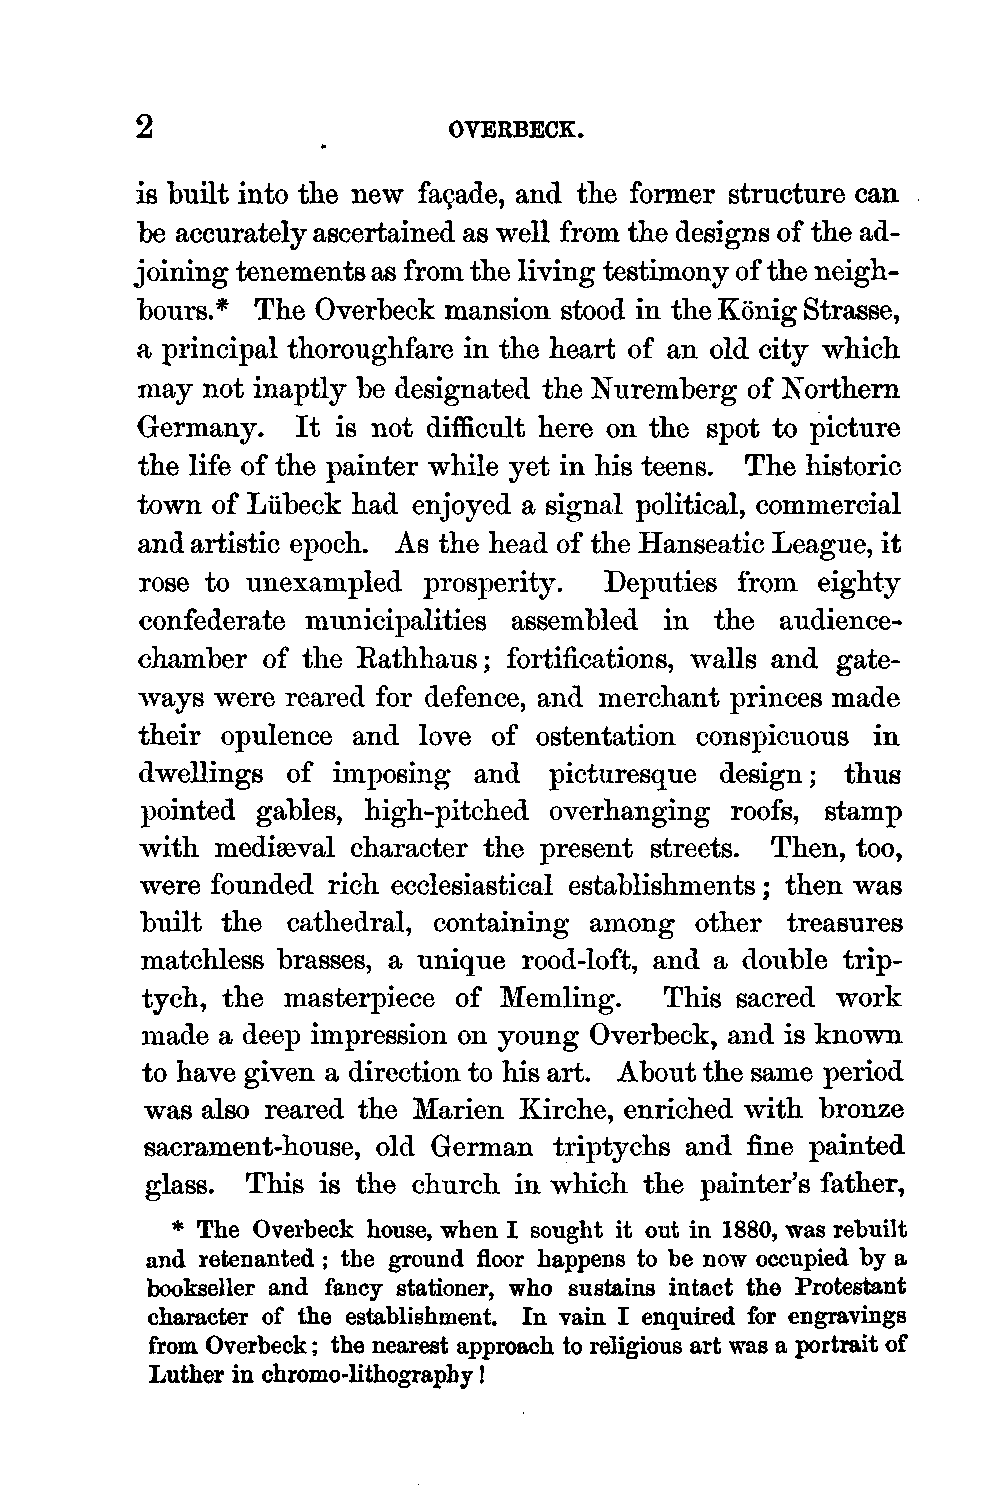 2 OVERBECK.
is built into the new façade, and the former structure can
be accurately ascertained as well from the designs of the ad-
joining tenements as from the living testimony of the neigh-
bours.* The Overbeck mansion stood in the König Strasse,
a principal thoroughfare in the heart of an old city which
may not inaptly be designated the Nuremberg of Northern
Germany. It is not difficult here on the spot to picture
the life of the painter while yet in his teens. The historic
town of Lübeck had enjoyed a signal political, commercial
and artistic epoch. As the head of the Hanseatic League, it
rose to unexampled prosperity. Deputies from eighty
confederate municipalities assembled in the audience-
chamber of the Rathhaus; fortifications, walls and gate-
ways were reared for defence, and merchant princes made
their opulence and love of ostentation conspicuous in
dwellings of imposing and picturesque design; thus
pointed gables, high-pitched overhanging roofs, stamp
with mediæval character the present streets. Then, too,
were founded rich ecclesiastical establishments; then was
built the cathedral, containing among other treasures
matchless brasses, a unique rood-loft, and a double trip-
tych, the masterpiece of Memling. This sacred work
made a deep impression on young Overbeck, and is known
to have given a direction to his art. About the same period
was also reared the Marien Kirche, enriched with bronze
sacrament-house, old German triptychs and fine painted
glass. This is the church in which the painter's father,
* The Overbeck house, when I sought it out in 1880, was rebuilt
and retenanted; the ground floor happens to be now occupied by a
bookseller and fancy stationer, who sustains intact the Protestant
character of the establishment. In vain I enquired for engravings
from Overbeck; the nearest approach to religious art was a portrait of
Luther in chromo-lithography!